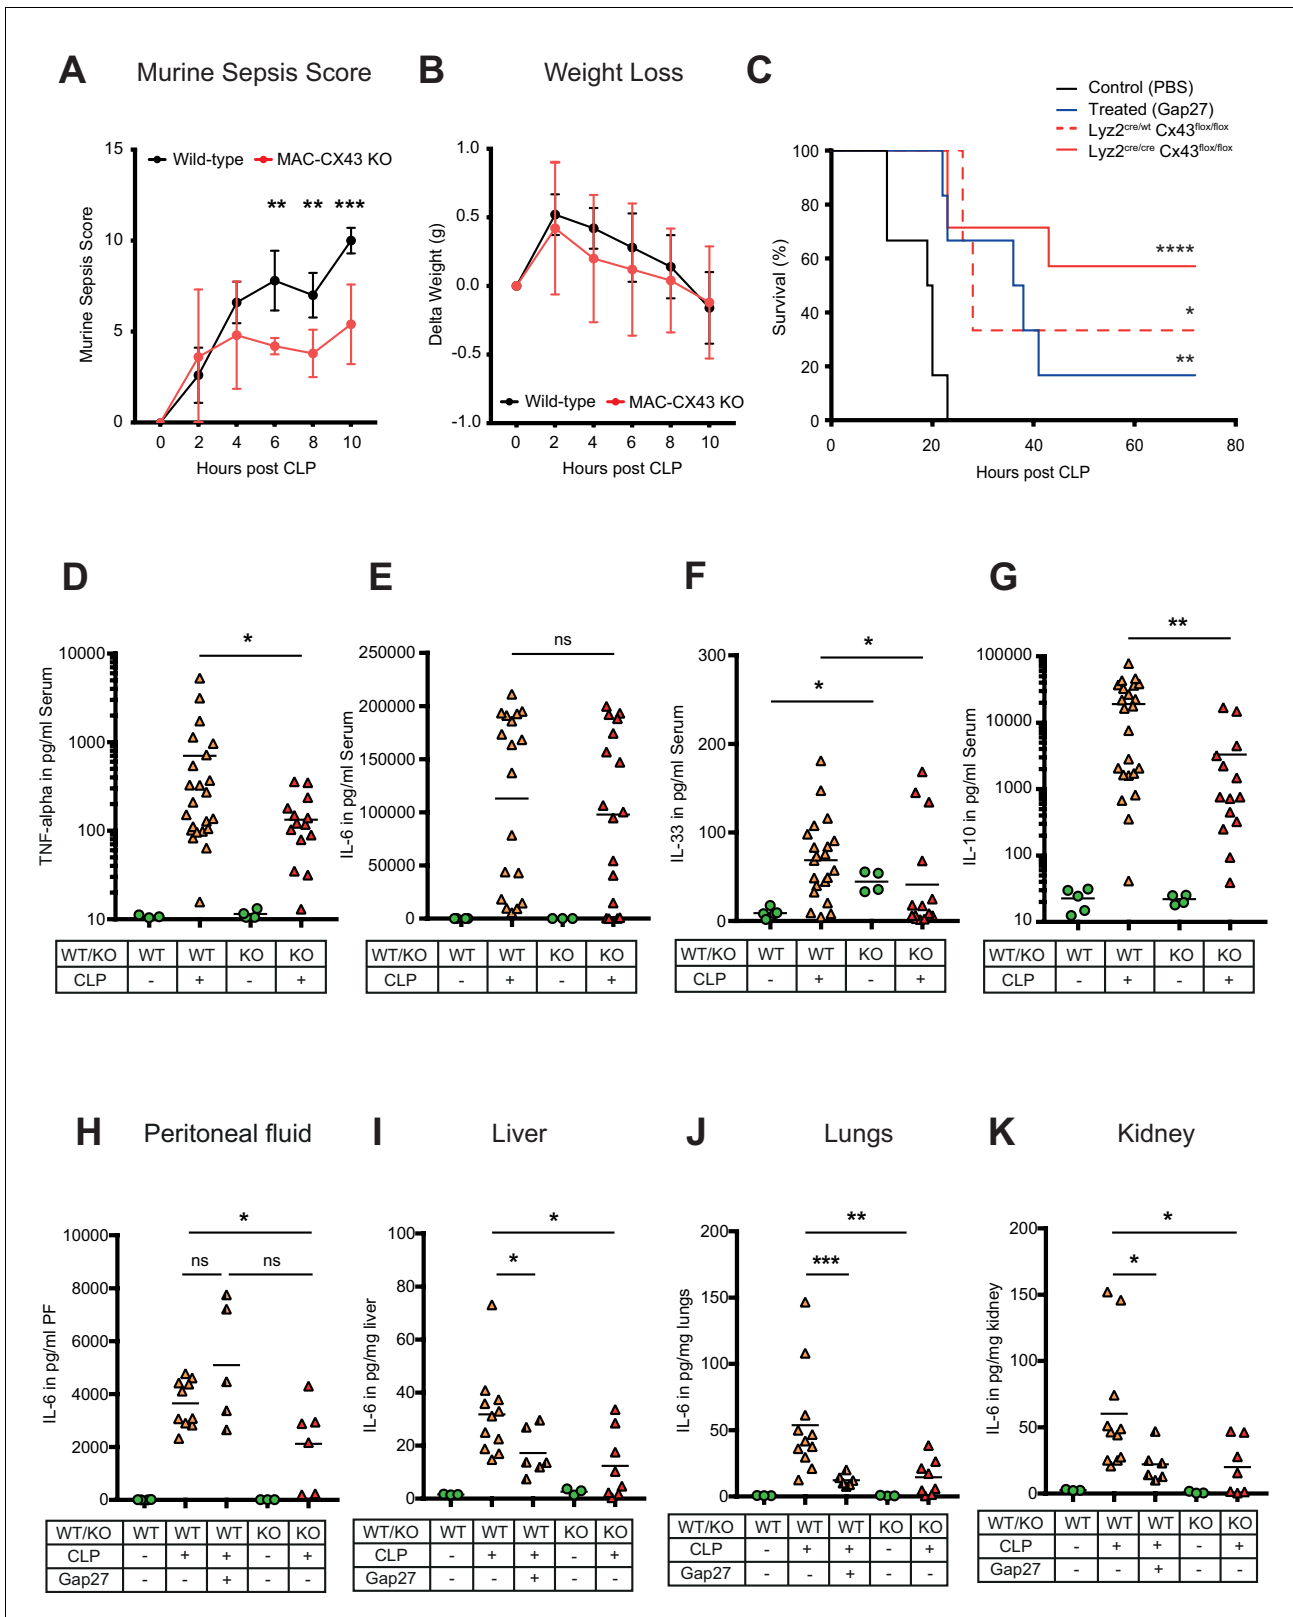 A Murine Sepsis Score
Murine Sepsis Score
15
10
5
0
Wild-type MAC-CX43 KO
** ** ***
0 2 4 6 8 10
Hours post CLP
B Weight Loss
Delta Weight (g)
1.0
0.5
0.0
-0.5
-1.0
Wild-type MAC-CX43 KO
0 2 4 6 8 10
Hours post CLP
C
Control (PBS)
Treated (Gap27)
Lyz2cre/wt Cx43flox/flox
Lyz2cre/cre Cx43flox/flox
Survival (%)
100
80
60
40
20
0
****
*
**
0 20 40 60 80
Hours post CLP
D
TNF-alpha in pg/ml Serum
10000
1000
100
10
*
WT/KO WT WT KO KO
CLP - + - +
E
IL-6 in pg/ml Serum
250000
200000
150000
100000
50000
0
ns
WT/KO WT WT KO KO
CLP - + - +
F
IL-33 in pg/ml Serum
300
200
100
0
*
*
WT/KO WT WT KO KO
CLP - + - +
G
IL-10 in pg/ml Serum
100000
10000
1000
100
10
**
WT/KO WT WT KO KO
CLP - + - +
H Peritoneal fluid
IL-6 in pg/ml PF
10000
8000
6000
4000
2000
0
*
ns ns
WT/KO WT WT WT KO KO
CLP - + + - +
Gap27 - - + - -
I Liver
IL-6 in pg/mg liver
100
80
60
40
20
0
*
*
WT/KO WT WT WT KO KO
CLP - + + - +
Gap27 - - + - -
J Lungs
IL-6 in pg/mg lungs
200
150
100
50
0
**
***
WT/KO WT WT WT KO KO
CLP - + + - +
Gap27 - - + - -
K Kidney
IL-6 in pg/mg kidney
200
150
100
50
0
*
*
WT/KO WT WT WT KO KO
CLP - + + - +
Gap27 - - + - -